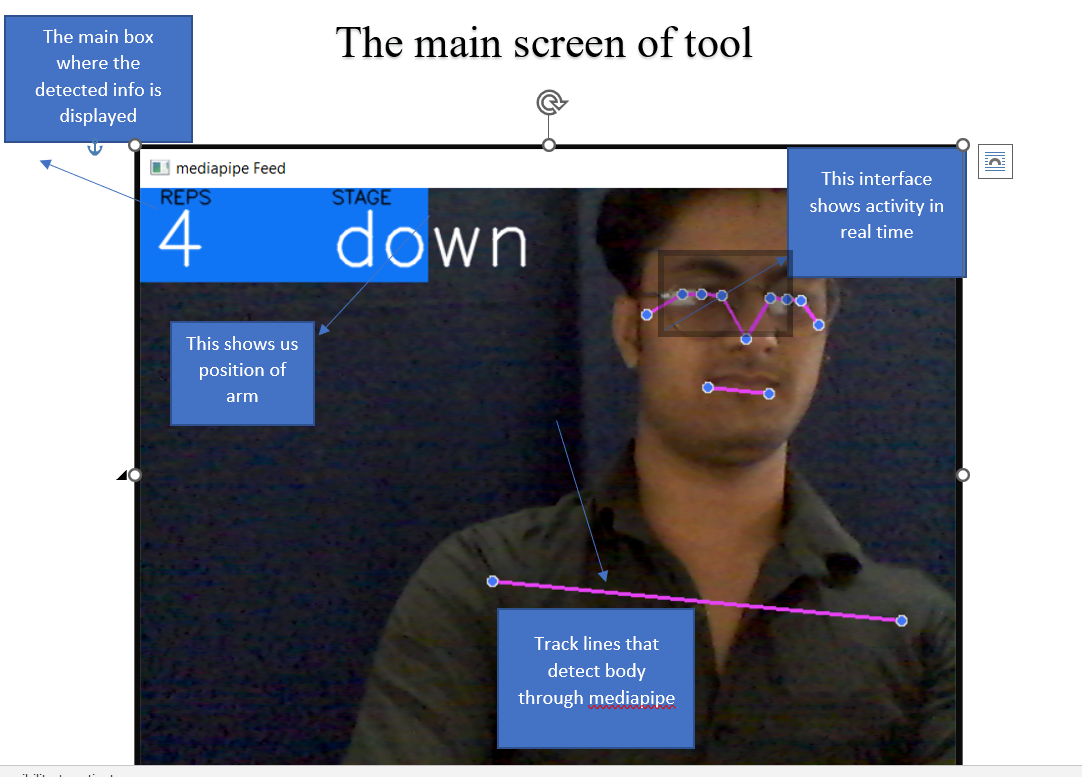 The main screen of tool
The main box
where the
detected info is
displayed
mediapipe Feed
REPS
4
STAGE
down
This interface
shows activity in
real time
This shows us
position of
arm
Track lines that
detect body
through mediapipe